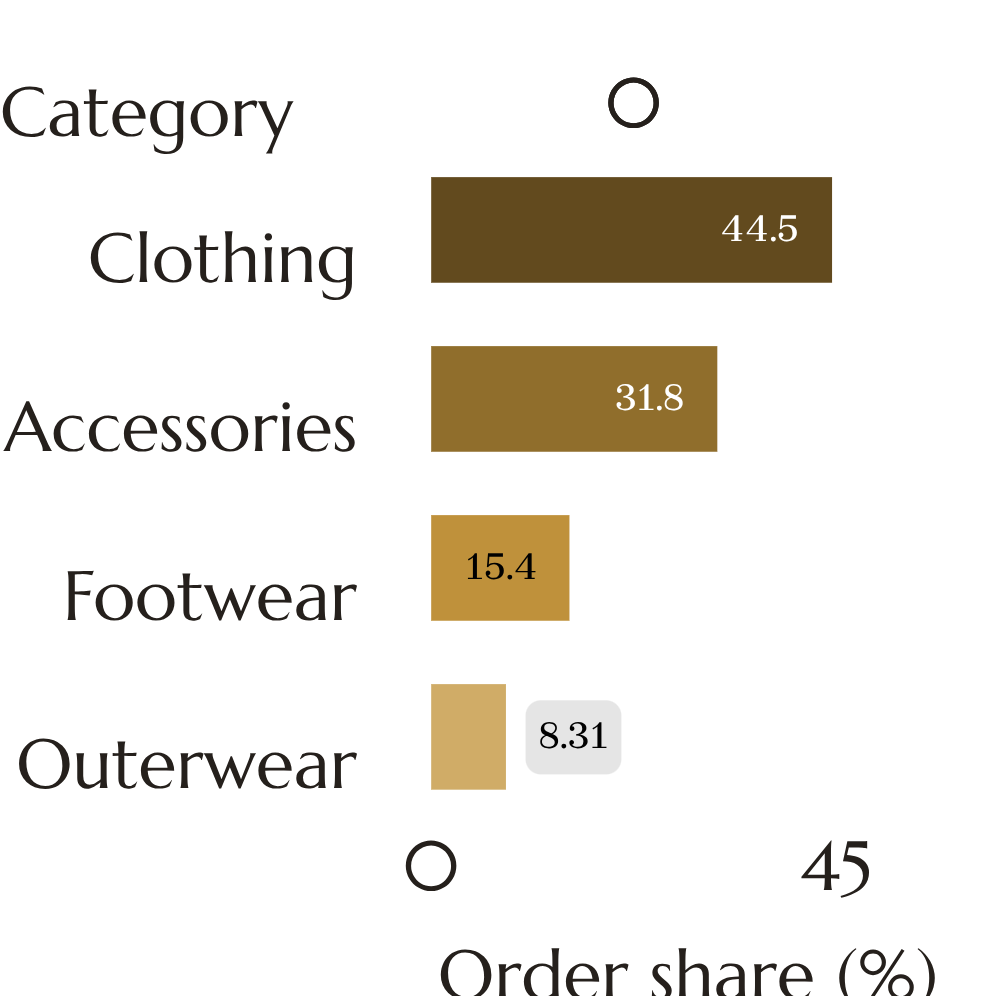 Category 0
Clothing 44.5
Accessories 31.8
Footwear 15.4
Outerwear 8.31
0 45
Order share (%)